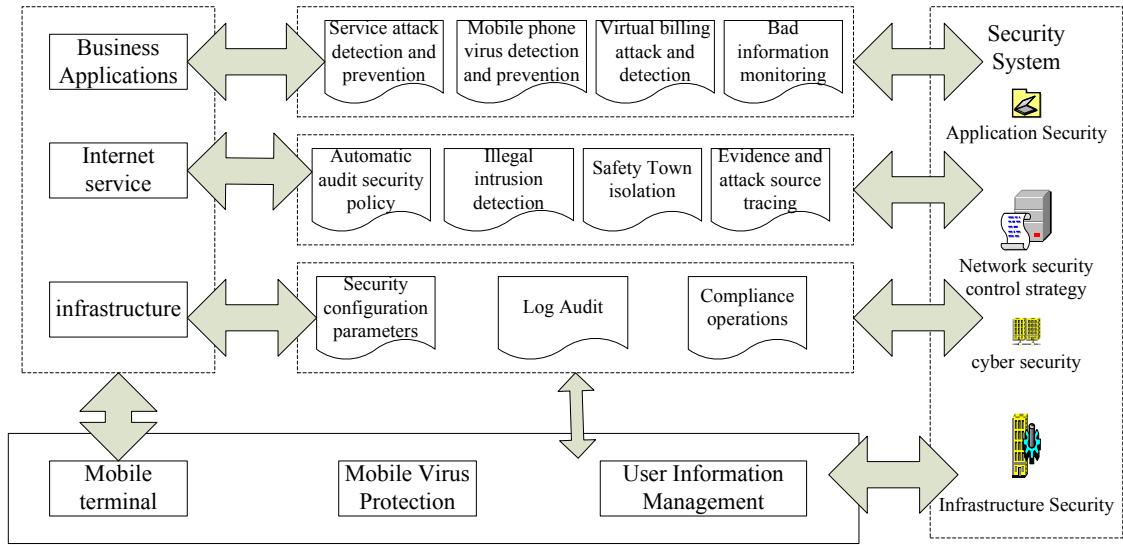 Business
Applications
Service attack
detection and
prevention
Mobile phone
virus detection
and prevention
Virtual billing
attack and
detection
Bad
information
monitoring
Security
System
Application Security
Internet
service
Automatic
audit security
policy
Illegal
intrusion
detection
Safety Town
isolation
Evidence and
attack source
tracing
Network security
control strategy
infrastructure
Security
configuration
parameters
Log Audit
Compliance
operations
cyber security
Mobile
terminal
Mobile Virus
Protection
User Information
Management
Infrastructure Security